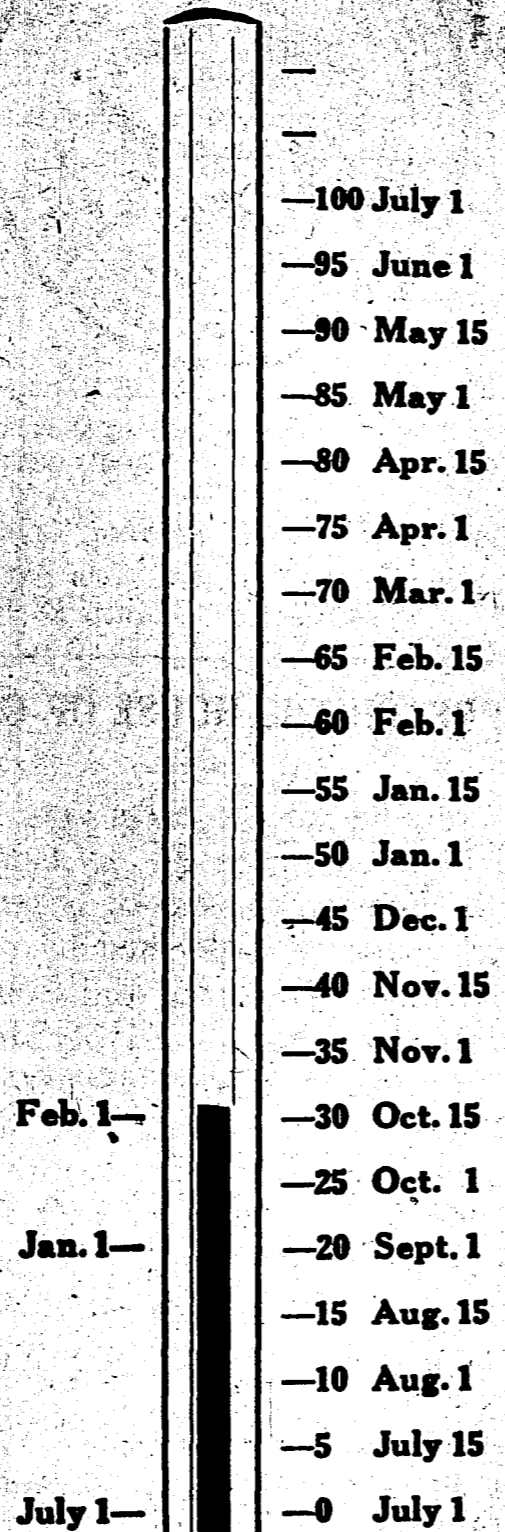 —100 July 1
—95 June 1
—90 May 15
—85 May 1
—80 Apr. 15
—75 Apr. 1
—70 Mar. 1
—65 Feb. 15
—60 Feb. 1
—55 Jan. 15
—50 Jan. 1
—45 Dec. 1
—40 Nov. 15
—35 Nov. 1
Feb. 1— —30 Oct. 15
—25 Oct. 1
Jan. 1— —20 Sept. 1
—15 Aug. 15
—10 Aug. 1
—5 July 15
July 1— —0 July 1